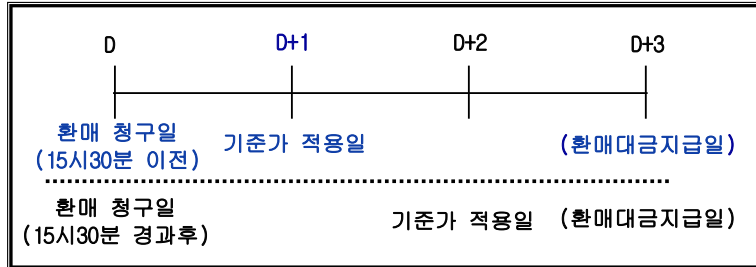 D D+1 D+2 D+3
환매 청구일 기준가 적용일 (환매대금지급일)
(15시30분 이전)
환매 청구일 기준가 적용일 (환매대금지급일)
(15시30분 경과후)